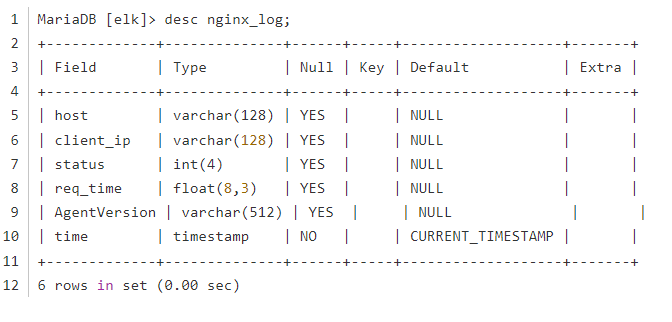 1 MariaDB [elk]> desc nginx_log;
2 +--------------+--------------+------+-----+-------------------+-------+
3 | Field        | Type         | Null | Key | Default           | Extra |
4 +--------------+--------------+------+-----+-------------------+-------+
5 | host         | varchar(128) | YES  |     | NULL              |       |
6 | client_ip    | varchar(128) | YES  |     | NULL              |       |
7 | status       | int(4)       | YES  |     | NULL              |       |
8 | req_time     | float(8,3)   | YES  |     | NULL              |       |
9 | AgentVersion | varchar(512) | YES  |     | NULL              |       |
10 | time         | timestamp    | NO   |     | CURRENT_TIMESTAMP |       |
11 +--------------+--------------+------+-----+-------------------+-------+
12 6 rows in set (0.00 sec)